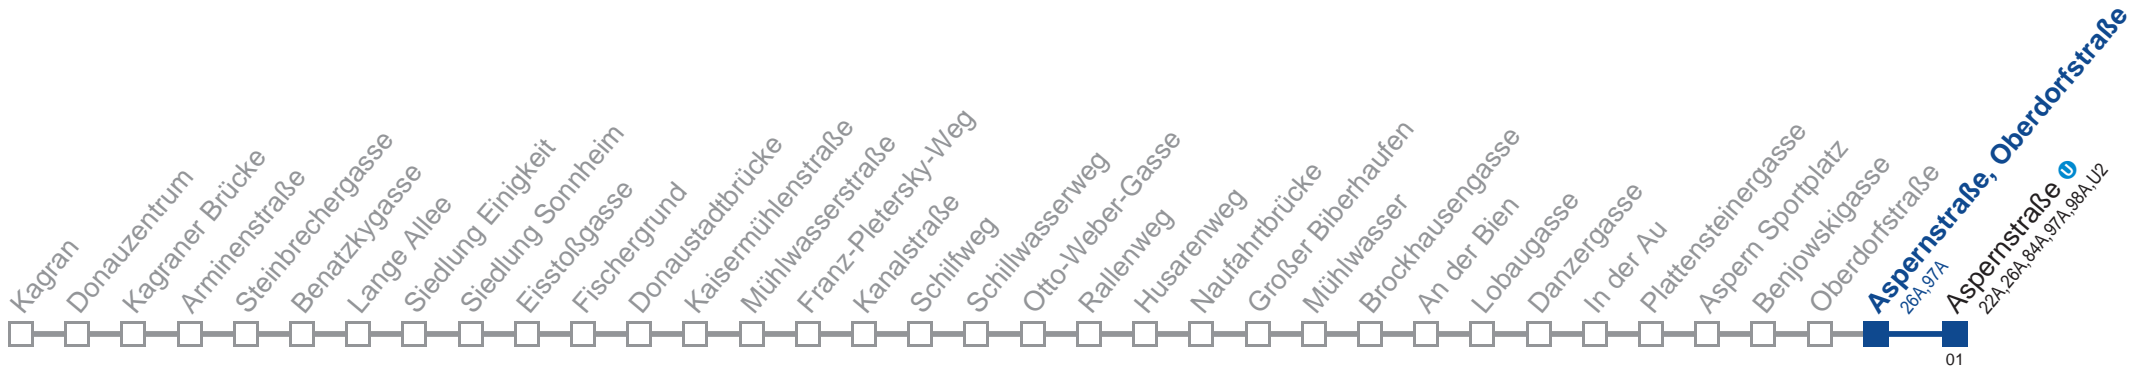 Kagran
Donauzentrum
Kagraner Brücke
Arminenstraße
Steinbrechergasse
Benatzkygasse
Lange Allee
Siedlung Einigkeit
Siedlung Sonnheim
Eisstoßgasse
Fischergrund
Donaustadtbrücke
Kaisermühlenstraße
Mühlwasserstraße
Franz-Pletersky-Weg
Kanalstraße
Schilfweg
Schillwasserweg
Otto-Weber-Gasse
Rallenweg
Husarenweg
Naufahrtbrücke
Großer Biberhaufen
Mühlwasser
Brockhausengasse
An der Bien
Lobaugasse
Danzergasse
In der Au
Plattensteinergasse
Aspern Sportplatz
Benjowskigasse
Oberdorfstraße
Aspernstraße, Oberdorfstraße
26A,97A
Aspernstraße U
22A,26A,84A,97A,98A,U2
01